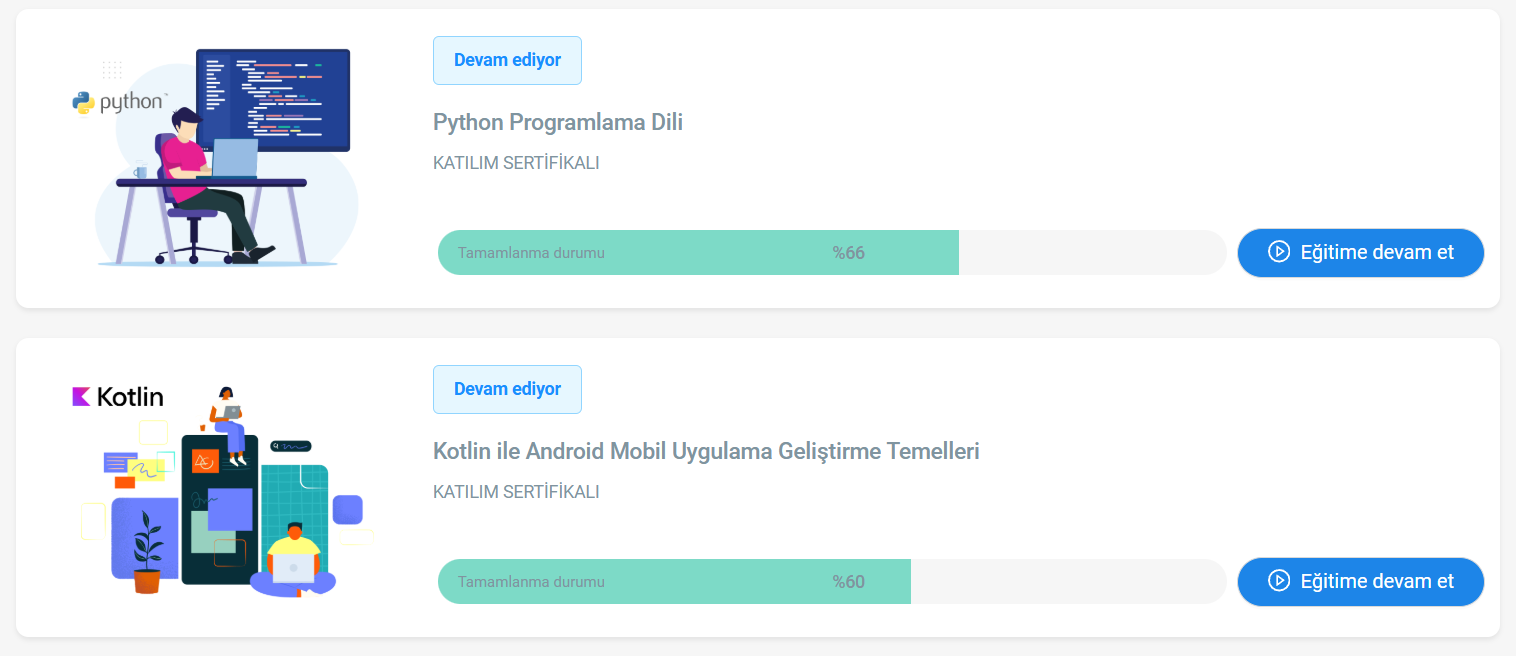 Devam ediyor
python
Python Programlama Dili
KATILIM SERTİFİKALI
Tamamlanma durumu %66 Eğitime devam et
Devam ediyor
Kotlin
Kotlin ile Android Mobil Uygulama Geliştirme Temelleri
KATILIM SERTİFİKALI
Tamamlanma durumu %60 Eğitime devam et